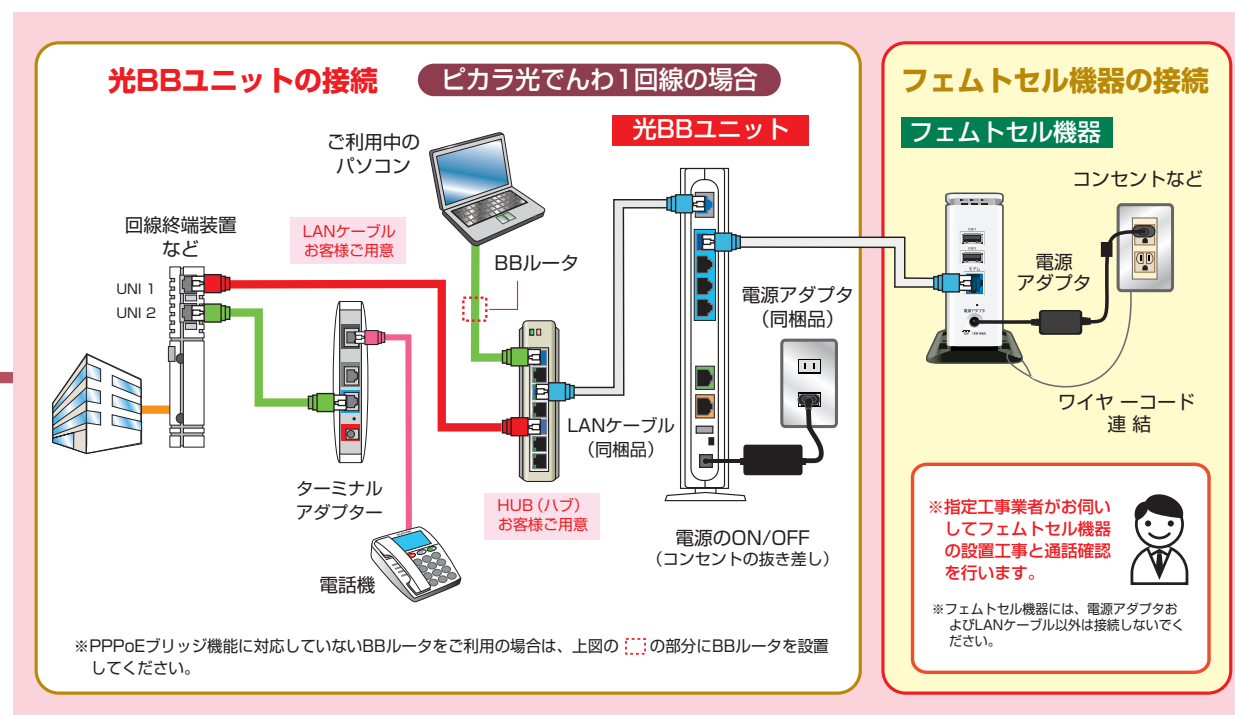 光BBユニットの接続
ピカラ光でんわ1回線の場合
光BBユニット
ご利用中の
パソコン
回線終端装置
など
LANケーブル
お客様ご用意
BBルータ
UNI 1
UNI 2
電源アダプタ
（同梱品）
LANケーブル
（同梱品）
ターミナル
アダプター
HUB（ハブ）
お客様ご用意
電話機
電源のON/OFF
（コンセントの抜き差し）
※PPPoEブリッジ機能に対応していないBBルータをご利用の場合は、上図の の部分にBBルータを設置
してください。
フェムトセル機器の接続
フェムトセル機器
コンセントなど
電源
アダプタ
モデム
電源アダプタ
ワイヤーコード
連 結
※指定工事業者がお伺い
してフェムトセル機器
の設置工事と通話確認
を行います。
※フェムトセル機器には、電源アダプタお
よびLANケーブル以外は接続しないでく
ださい。